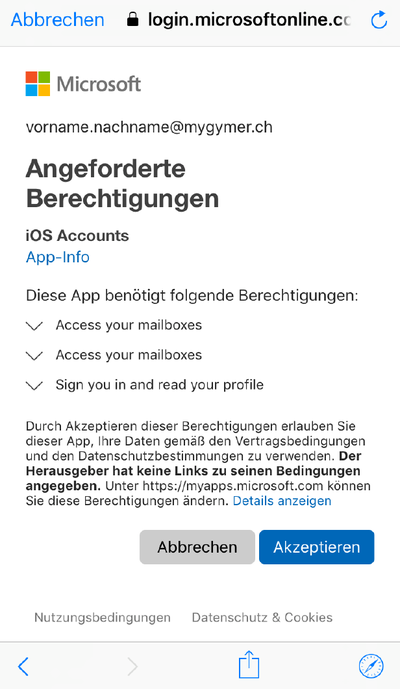 Abbrechen login.microsoftonline.cc
Microsoft
vorname.nachname@mygymer.ch
Angeforderte
Berechtigungen
iOS Accounts
App-Info
Diese App benötigt folgende Berechtigungen:
Access your mailboxes
Access your mailboxes
Sign you in and read your profile
Durch Akzeptieren dieser Berechtigungen erlauben Sie
dieser App, Ihre Daten gemäß den Vertragsbedingungen
und den Datenschutzbestimmungen zu verwenden. Der
Herausgeber hat keine Links zu seinen Bedingungen
angegeben. Unter https://myapps.microsoft.com können
Sie diese Berechtigungen ändern. Details anzeigen
Abbrechen Akzeptieren
Nutzungsbedingungen Datenschutz & Cookies